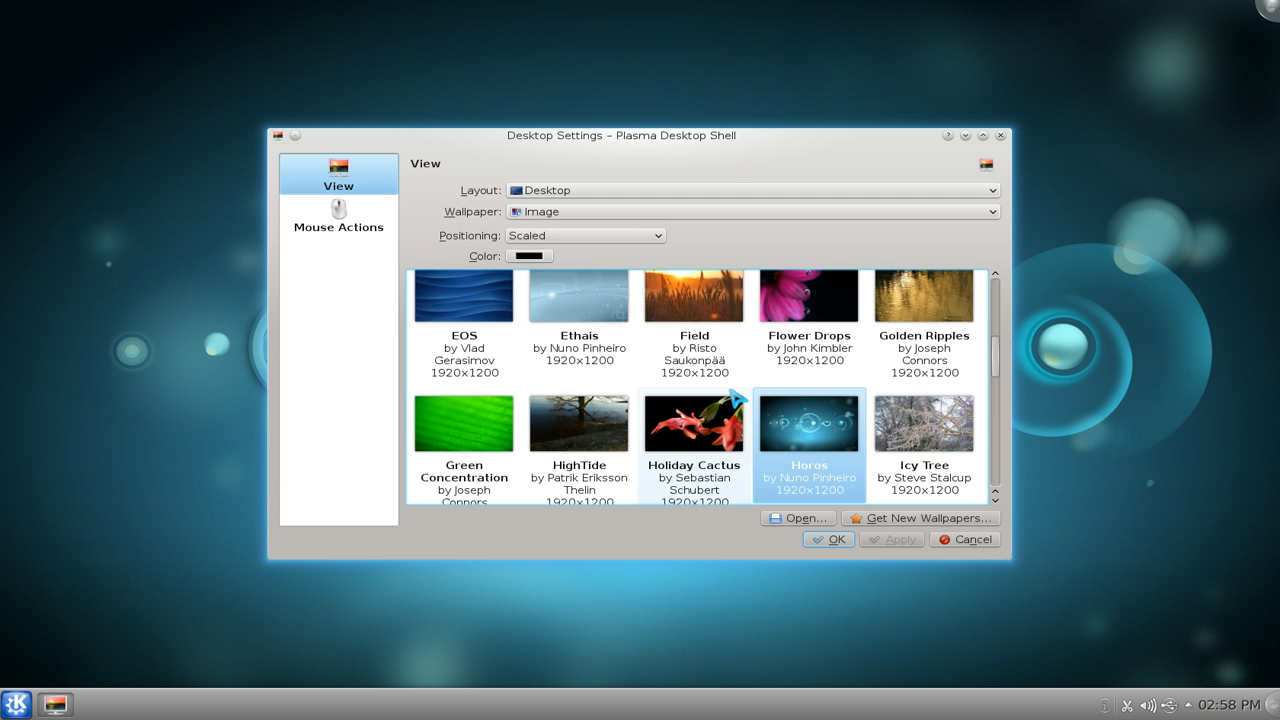 Desktop Settings – Plasma Desktop Shell
View
Mouse Actions
View
Layout: Desktop
Wallpaper: Image
Positioning: Scaled
Color:
EOS
by Vlad
Gerasimov
1920x1200
Ethais
by Nuno Pinheiro
1920x1200
Field
by Risto
Saukonpää
1920x1200
Flower Drops
by John Kimbler
1920x1200
Golden Ripples
by Joseph
Connors
1920x1200
Green
Concentration
by Joseph
Connors
HighTide
by Patrik Eriksson
Thelin
1920x1200
Holiday Cactus
by Sebastian
Schubert
1920x1200
Horos
by Nuno Pinheiro
1920x1200
Icy Tree
by Steve Stalcup
1920x1200
Open...
Get New Wallpapers...
OK
Apply
Cancel
02:58 PM